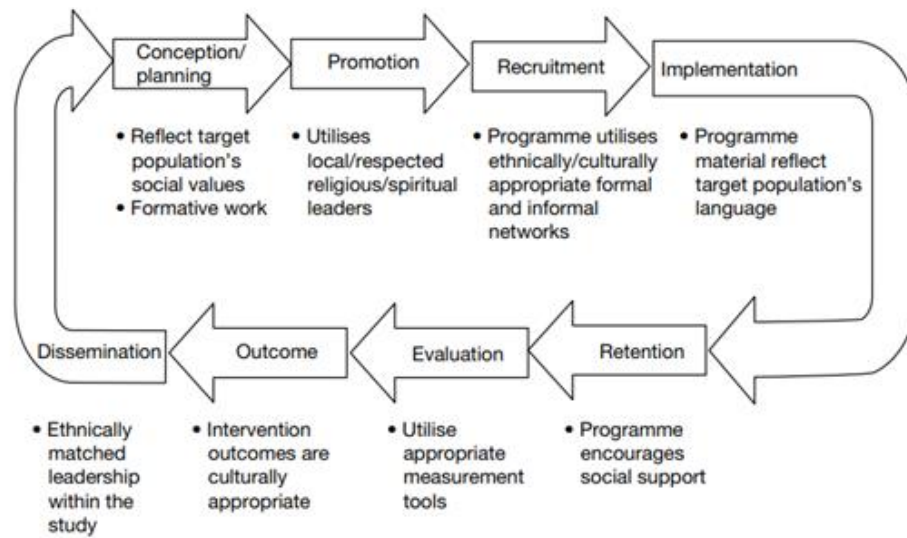 Conception/
planning
Promotion
Recruitment
Implementation
• Reflect target
population's
social values
• Formative work
• Utilises
local/respected
religious/spiritual
leaders
• Programme utilises
ethnically/culturally
appropriate formal
and informal
networks
• Programme
material reflect
target population's
language
Dissemination
Outcome
Evaluation
Retention
• Ethnically
matched
leadership
within the
study
• Intervention
outcomes are
culturally
appropriate
• Utilise
appropriate
measurement
tools
• Programme
encourages
social support